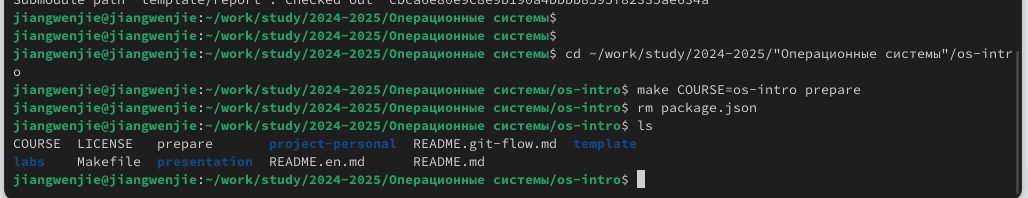 Submodule path 'template/report': checked out
jiangwenjie@jiangwenjie:~/work/study/2024-2025/Операционные системы$
jiangwenjie@jiangwenjie:~/work/study/2024-2025/Операционные системы$
jiangwenjie@jiangwenjie:~/work/study/2024-2025/Операционные системы$ cd ~/work/study/2024-2025/"Операционные системы"/os-intr
o
jiangwenjie@jiangwenjie:~/work/study/2024-2025/Операционные системы/os-intro$ make COURSE=os-intro prepare
jiangwenjie@jiangwenjie:~/work/study/2024-2025/Операционные системы/os-intro$ rm package.json
jiangwenjie@jiangwenjie:~/work/study/2024-2025/Операционные системы/os-intro$ ls
COURSE LICENSE prepare project-personal README.git-flow.md template
labs Makefile presentation README.en.md README.md
jiangwenjie@jiangwenjie:~/work/study/2024-2025/Операционные системы/os-intro$